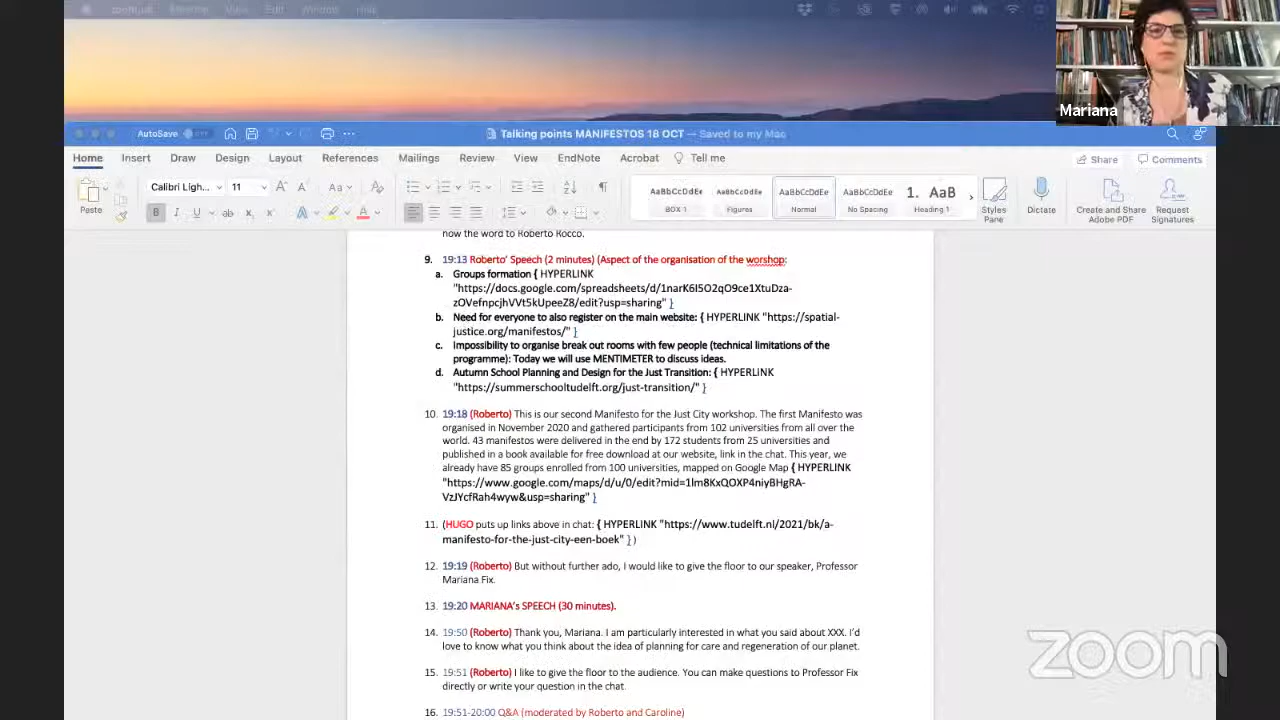 Edit
Window
Help
Mariana
AutoSave
Talking points MANIFESTOS 18 OCT — Saved to my Mac
Home Insert Draw Design Layout References Mailings Review View EndNote Acrobat Tell me
Share Comments
Paste
Calibri Ligh... 11
AaBbCcDdEe AaBbCcDdEe AaBbCcDdEe AaBbCcDdEe 1. AaB
BOX 1 Figures Normal No Spacing Heading 1
Styles Pane
Dictate
Create and Share Adobe PDF
Request Signatures
now the word to Roberto Rocco.
9. 19:13 Roberto' Speech (2 minutes) (Aspect of the organisation of the worshop:
a. Groups formation { HYPERLINK
"https://docs.google.com/spreadsheets/d/1narK6I5O2qO9ce1XtuDza-
zOVefnpcjhVVt5kUpeeZ8/edit?usp=sharing" }
b. Need for everyone to also register on the main website: { HYPERLINK "https://spatial-
justice.org/manifestos/" }
c. Impossibility to organise break out rooms with few people (technical limitations of the
programme): Today we will use MENTIMETER to discuss ideas.
d. Autumn School Planning and Design for the Just Transition: { HYPERLINK
"https://summerschooltudelft.org/just-transition/" }
10. 19:18 (Roberto) This is our second Manifesto for the Just City workshop. The first Manifesto was
organised in November 2020 and gathered participants from 102 universities from all over the
world. 43 manifestos were delivered in the end by 172 students from 25 universities and
published in a book available for free download at our website, link in the chat. This year, we
already have 85 groups enrolled from 100 universities, mapped on Google Map { HYPERLINK
"https://www.google.com/maps/d/u/0/edit?mid=1lm8KxQOXP4niyBHgRA-
VzJYcfRah4wyw&usp=sharing" }
11. (HUGO puts up links above in chat: { HYPERLINK "https://www.tudelft.nl/2021/bk/a-
manifesto-for-the-just-city-een-boek" } )
12. 19:19 (Roberto) But without further ado, I would like to give the floor to our speaker, Professor
Mariana Fix.
13. 19:20 MARIANA's SPEECH (30 minutes).
14. 19:50 (Roberto) Thank you, Mariana. I am particularly interested in what you said about XXX. I'd
love to know what you think about the idea of planning for care and regeneration of our planet.
15. 19:51 (Roberto) I like to give the floor to the audience. You can make questions to Professor Fix
directly or write your question in the chat.
16. 19:51-20:00 Q&A (moderated by Roberto and Caroline)
zoom